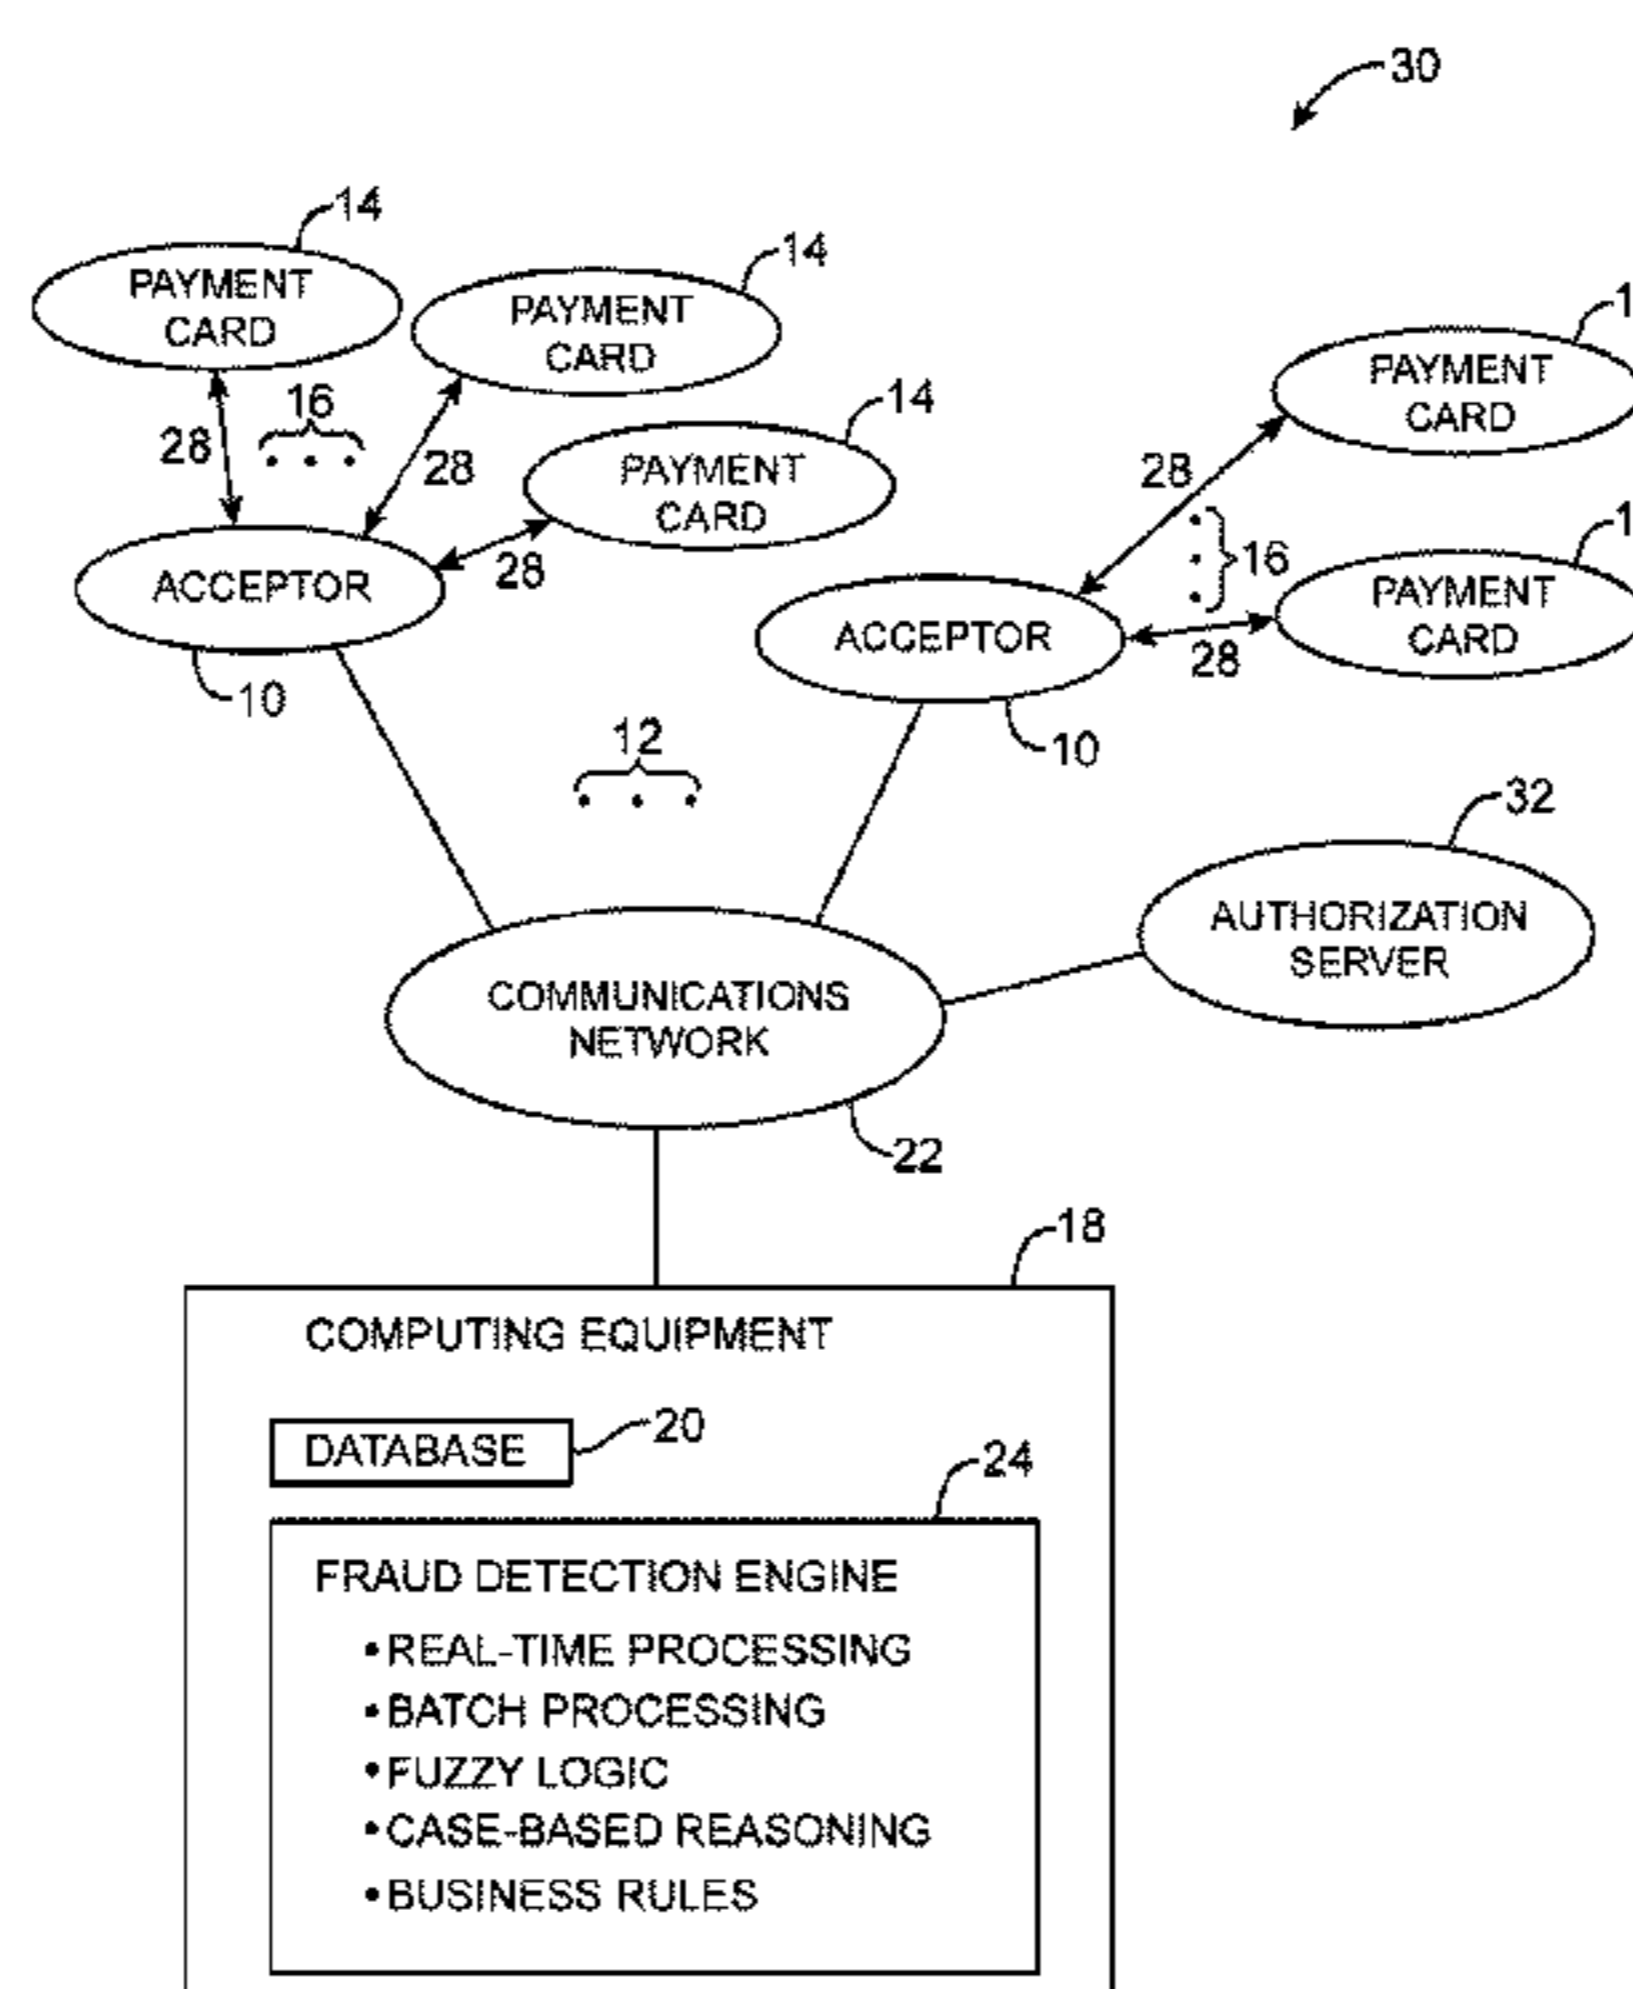 30
14
PAYMENT
CARD
14
PAYMENT
CARD
14
PAYMENT
CARD
16
28
28
28
ACCEPTOR
10
1
PAYMENT
CARD
28
16
1
PAYMENT
CARD
28
ACCEPTOR
10
12
32
AUTHORIZATION
SERVER
COMMUNICATIONS
NETWORK
22
18
COMPUTING EQUIPMENT
DATABASE
20
24
FRAUD DETECTION ENGINE
• REAL-TIME PROCESSING
• BATCH PROCESSING
• FUZZY LOGIC
• CASE-BASED REASONING
• BUSINESS RULES